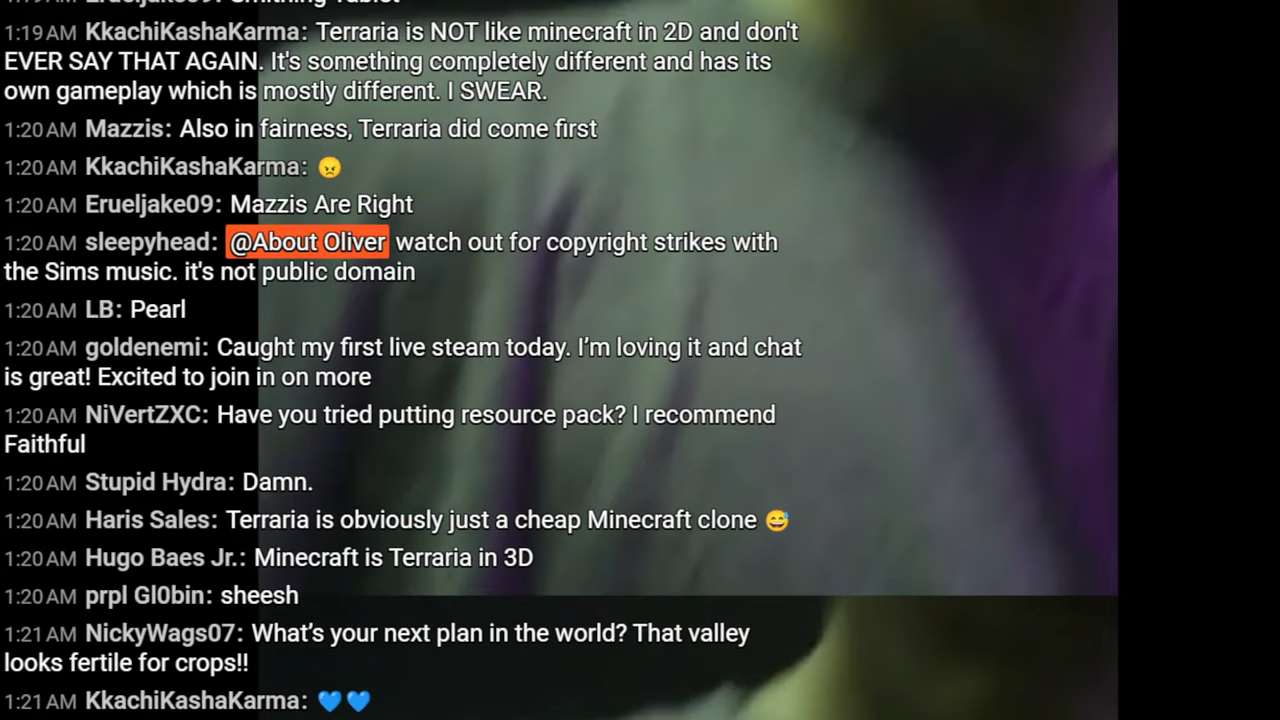 1:19 AM Erueljake09: Smithing Tablet
1:19 AM KkachiKashaKarma: Terraria is NOT like minecraft in 2D and don't
EVER SAY THAT AGAIN. It's something completely different and has its
own gameplay which is mostly different. I SWEAR.
1:20 AM Mazzis: Also in fairness, Terraria did come first
1:20 AM KkachiKashaKarma: 😠
1:20 AM Erueljake09: Mazzis Are Right
1:20 AM sleepyhead: @About Oliver watch out for copyright strikes with
the Sims music. it's not public domain
1:20 AM LB: Pearl
1:20 AM goldenemi: Caught my first live steam today. I’m loving it and chat
is great! Excited to join in on more
1:20 AM NiVertZXC: Have you tried putting resource pack? I recommend
Faithful
1:20 AM Stupid Hydra: Damn.
1:20 AM Haris Sales: Terraria is obviously just a cheap Minecraft clone 😅
1:20 AM Hugo Baes Jr.: Minecraft is Terraria in 3D
1:20 AM prpl Gl0bin: sheesh
1:21 AM NickyWags07: What’s your next plan in the world? That valley
looks fertile for crops!!
1:21 AM KkachiKashaKarma: 💙💙